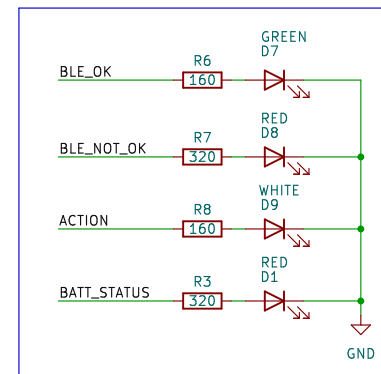 GREEN
D7
R6
BLE_OK
160
RED
D8
R7
BLE_NOT_OK
320
WHITE
D9
R8
ACTION
160
RED
D1
R3
BATT_STATUS
320
GND